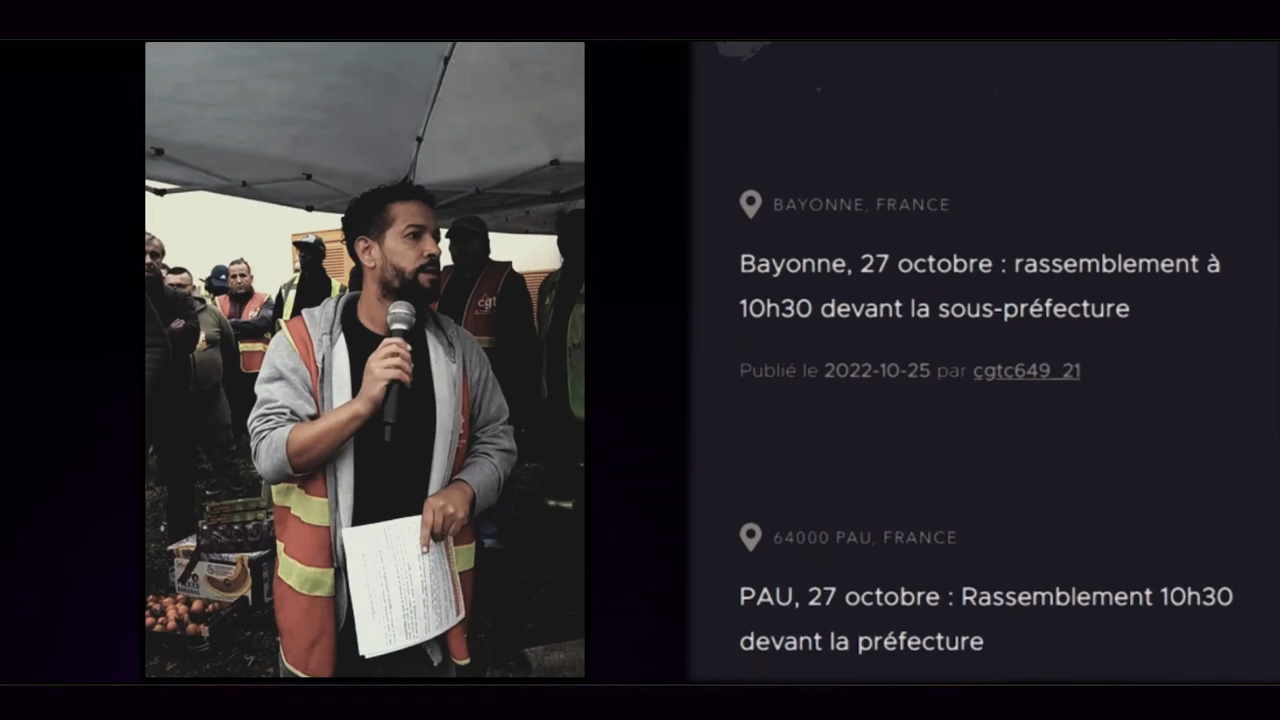 cgt
BAYONNE, FRANCE
Bayonne, 27 octobre : rassemblement à
10h30 devant la sous-préfecture
Publié le 2022-10-25 par cgtc649_21
64000 PAU, FRANCE
PAU, 27 octobre : Rassemblement 10h30
devant la préfecture